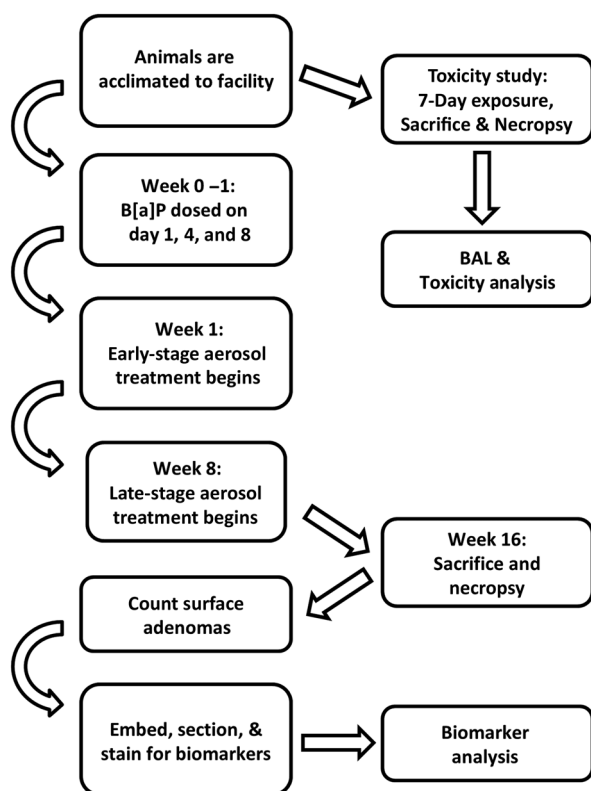 Animals are
acclimated to facility
Toxicity study:
7-Day exposure,
Sacrifice & Necropsy
Week 0 –1:
B[a]P dosed on
day 1, 4, and 8
BAL &
Toxicity analysis
Week 1:
Early-stage aerosol
treatment begins
Week 8:
Late-stage aerosol
treatment begins
Week 16:
Sacrifice and
necropsy
Count surface
adenomas
Embed, section, &
stain for biomarkers
Biomarker
analysis